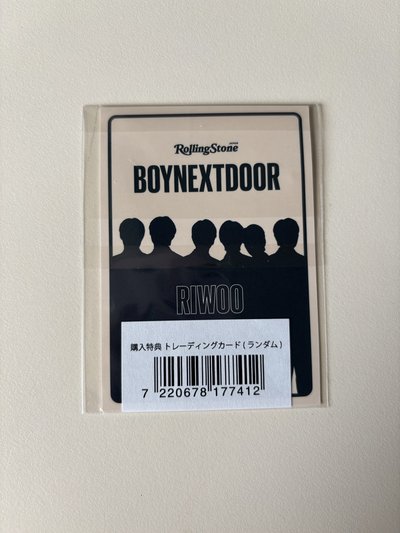 JAPAN
RollingStone
BOYNEXTDOOR
RIWOO
購入特典 トレーディングカード ( ランダム )
7 220678 177412